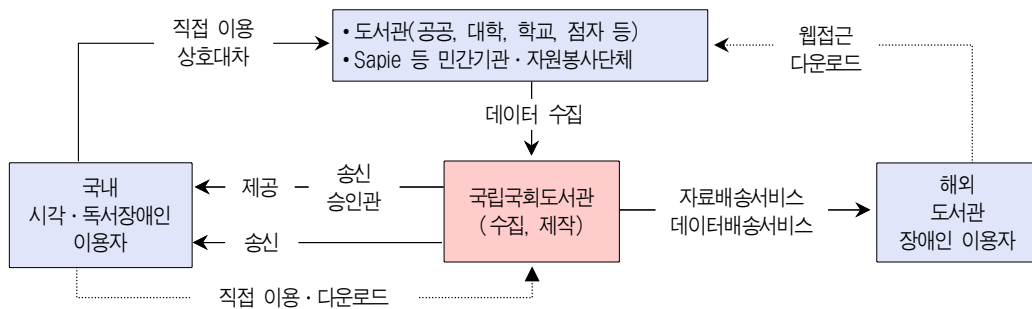 직접 이용
상호대차
• 도서관(공공, 대학, 학교, 점자 등)
• Sapie 등 민간기관·자원봉사단체
웹접근
다운로드
데이터 수집
국내
시각·독서장애인
이용자
제공
송신
승인관
송신
국립국회도서관
(수집, 제작)
자료배송서비스
데이터배송서비스
해외
도서관
장애인 이용자
직접 이용·다운로드